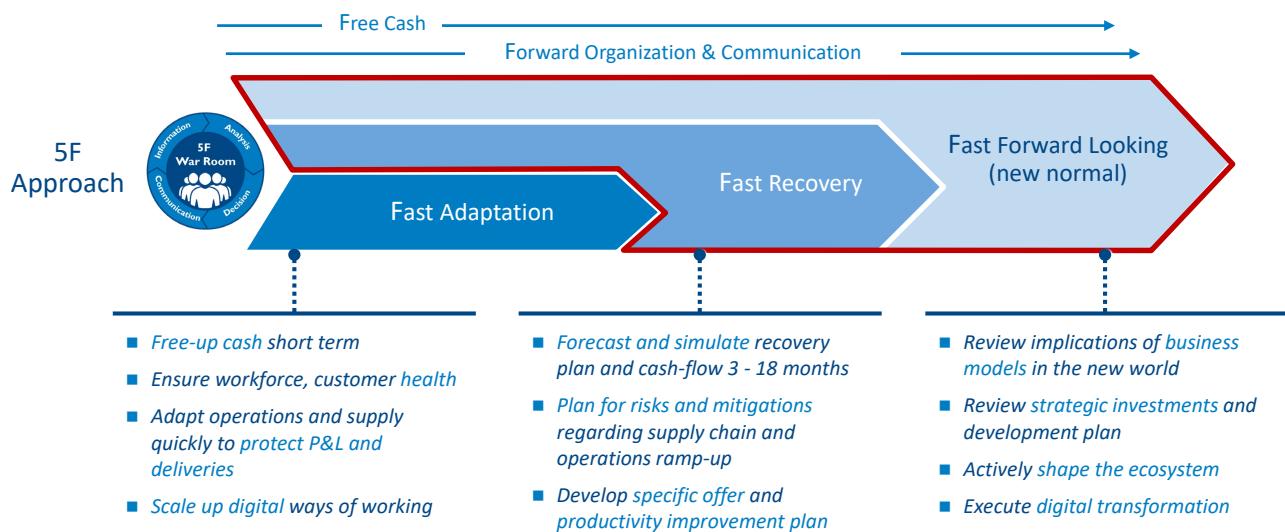 Free Cash
Forward Organization & Communication
5F
Approach
Information
Analysis
5F
War Room
Communication
Decision
Fast Adaptation
Fast Recovery
Fast Forward Looking
(new normal)
Free-up cash short term
Ensure workforce, customer health
Adapt operations and supply
quickly to protect P&L and
deliveries
Scale up digital ways of working
Forecast and simulate recovery
plan and cash-flow 3 - 18 months
Plan for risks and mitigations
regarding supply chain and
operations ramp-up
Develop specific offer and
productivity improvement plan
Review implications of business
models in the new world
Review strategic investments and
development plan
Actively shape the ecosystem
Execute digital transformation